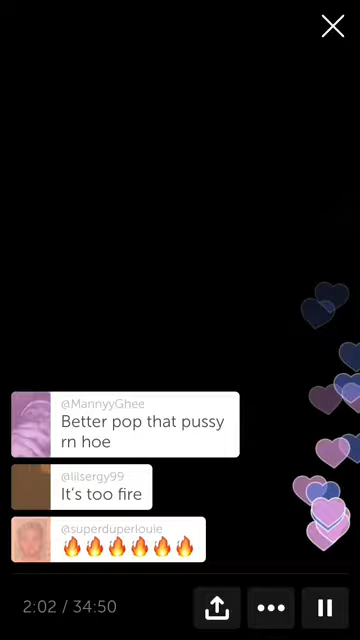 @MannyyGhee
Better pop that pussy
rn hoe
@lilsergy99
It's too fire
@superduperlouie
🔥🔥🔥🔥🔥🔥
2:02 / 34:50